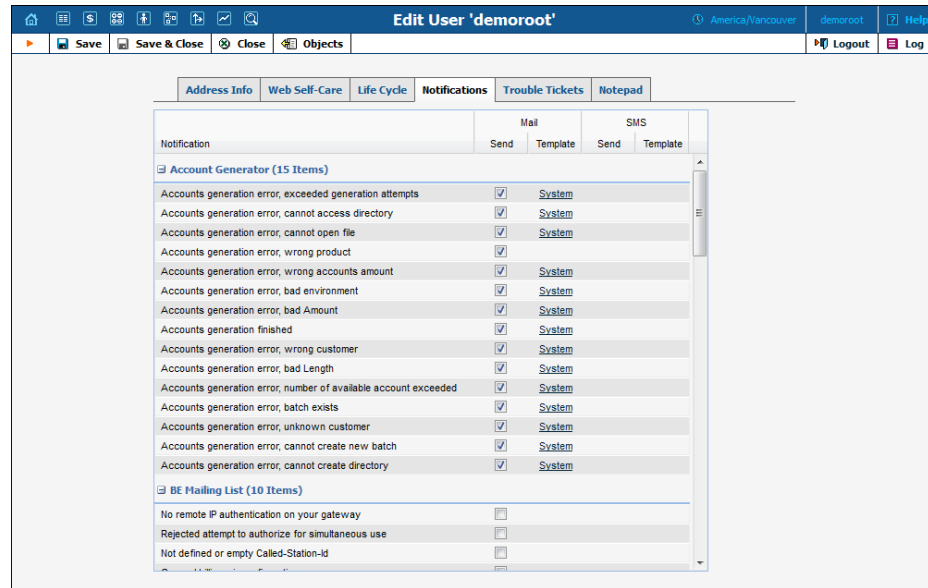 Edit User 'demoroot'
America/Vancouver
demoroot
Help
Save
Save & Close
Close
Objects
Logout
Log
Address Info
Web Self-Care
Life Cycle
Notifications
Trouble Tickets
Notepad
Mail SMS
Notification Send Template Send Template
Account Generator (15 Items)
Accounts generation error, exceeded generation attempts System
Accounts generation error, cannot access directory System
Accounts generation error, cannot open file System
Accounts generation error, wrong product
Accounts generation error, wrong accounts amount System
Accounts generation error, bad environment System
Accounts generation error, bad Amount System
Accounts generation finished System
Accounts generation error, wrong customer System
Accounts generation error, bad Length System
Accounts generation error, number of available account exceeded System
Accounts generation error, batch exists System
Accounts generation error, unknown customer System
Accounts generation error, cannot create new batch System
Accounts generation error, cannot create directory System
BE Mailing List (10 Items)
No remote IP authentication on your gateway
Rejected attempt to authorize for simultaneous use
Not defined or empty Called-Station-Id